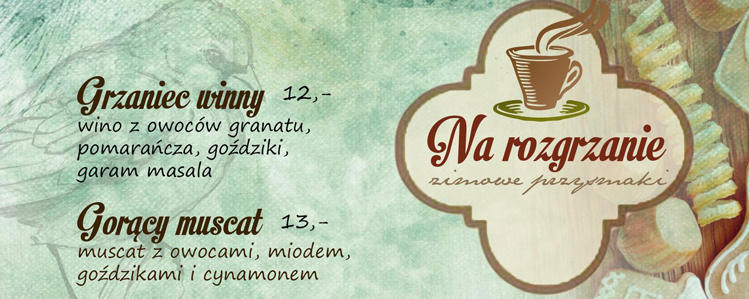 Grzaniec winny 12,-
wino z owoców granatu,
pomarańcza, goździki,
garam masala
Gorący muscat 13,-
muscat z owocami, miodem,
goździkami i cynamonem
Na rozgrzanie
zimowe przysmaki